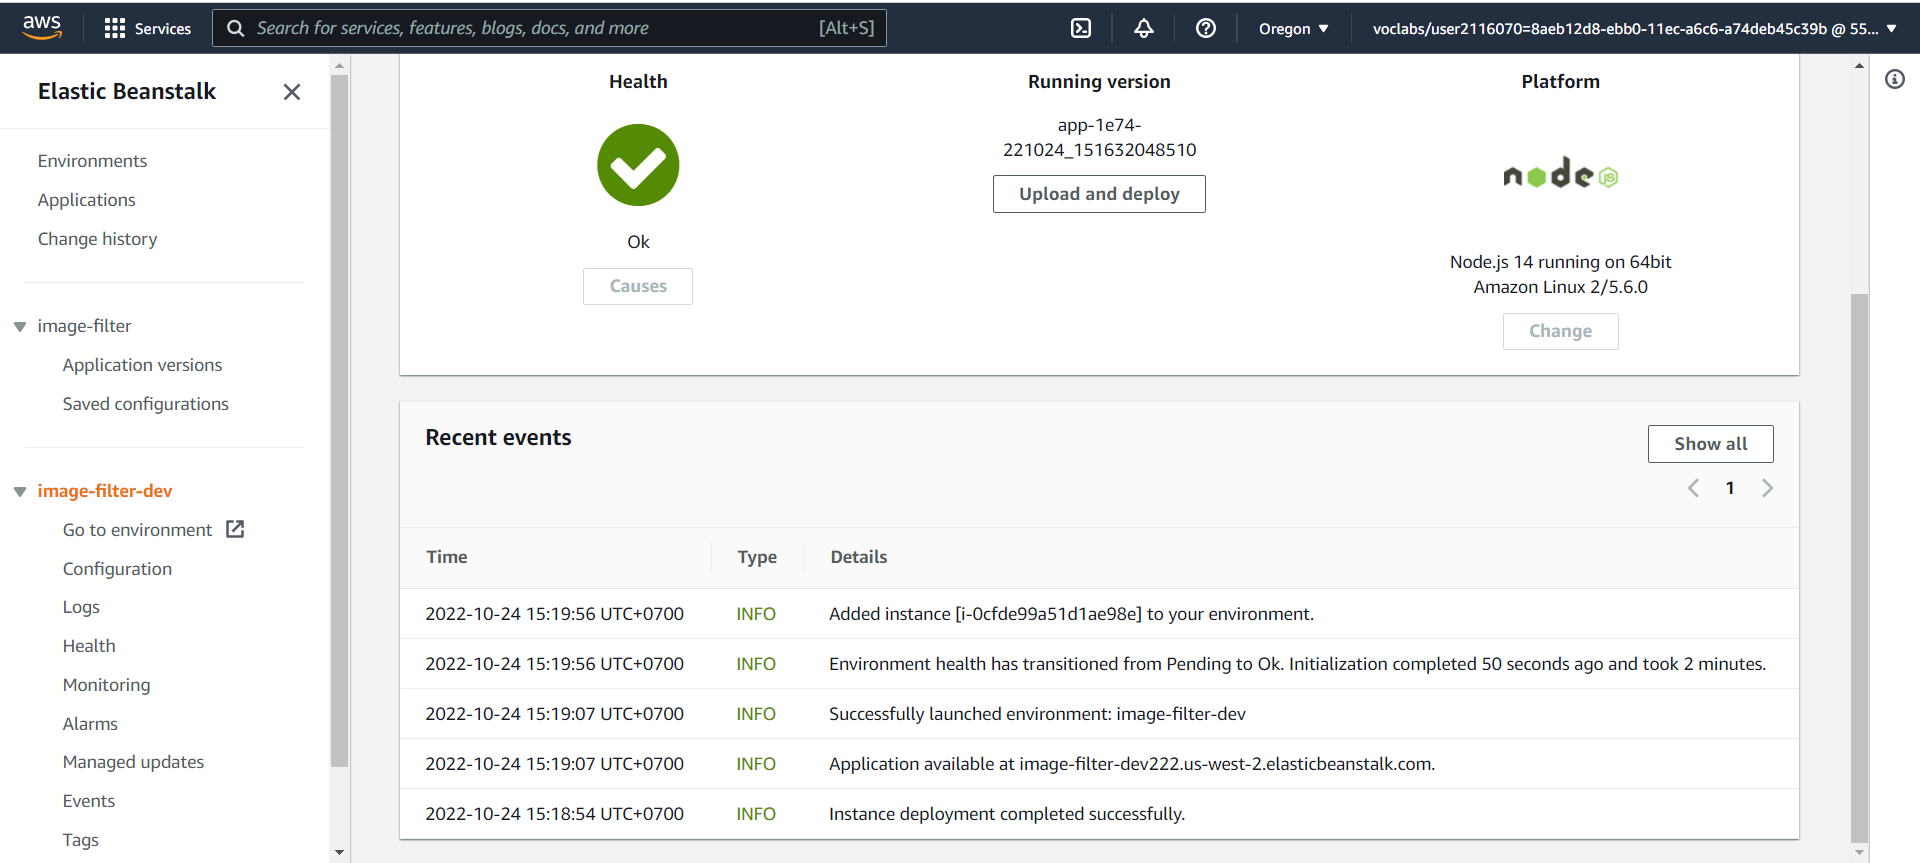 aws
Services
Search for services, features, blogs, docs, and more
[Alt+S]
Oregon
voclabs/user2116070=8aeb12d8-ebb0-11ec-a6c6-a74deb45c39b @ 55...
Elastic Beanstalk
Environments
Applications
Change history
image-filter
Application versions
Saved configurations
image-filter-dev
Go to environment
Configuration
Logs
Health
Monitoring
Alarms
Managed updates
Events
Tags
Health
Ok
Causes
Running version
app-1e74-
221024_151632048510
Upload and deploy
Platform
node JS
Node.js 14 running on 64bit
Amazon Linux 2/5.6.0
Change
Recent events
Show all
1
Time Type Details
2022-10-24 15:19:56 UTC+0700 INFO Added instance [i-0cfde99a51d1ae98e] to your environment.
2022-10-24 15:19:56 UTC+0700 INFO Environment health has transitioned from Pending to Ok. Initialization completed 50 seconds ago and took 2 minutes.
2022-10-24 15:19:07 UTC+0700 INFO Successfully launched environment: image-filter-dev
2022-10-24 15:19:07 UTC+0700 INFO Application available at image-filter-dev222.us-west-2.elasticbeanstalk.com.
2022-10-24 15:18:54 UTC+0700 INFO Instance deployment completed successfully.